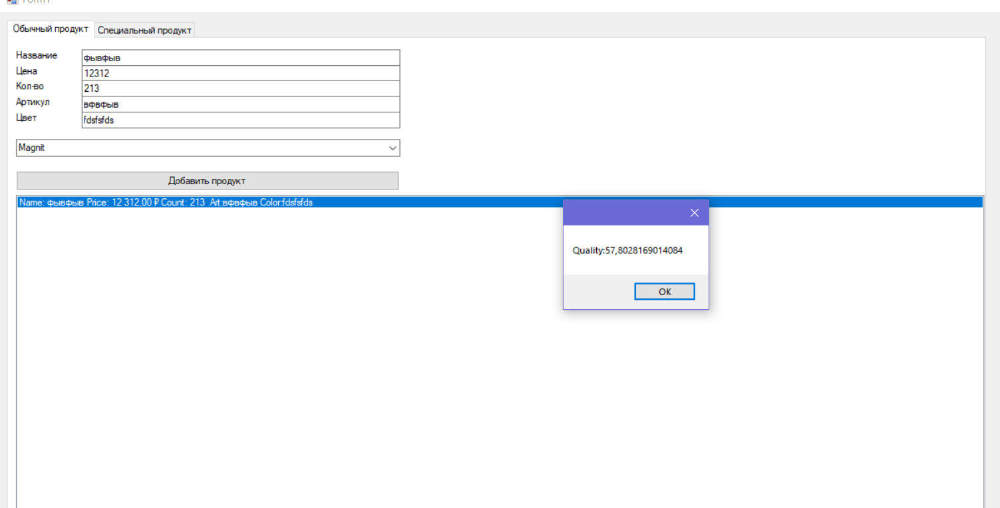 Обычный продукт Специальный продукт
Название фывфыв
Цена 12312
Кол-во 213
Артикул вфвфыв
Цвет fdsfsfds
Magnit
Добавить продукт
Name: фывфыв Price: 12 312,00 ₽ Count: 213 Art:вфвфыв Color:fdsfsfds
Quality:57,8028169014084
OK